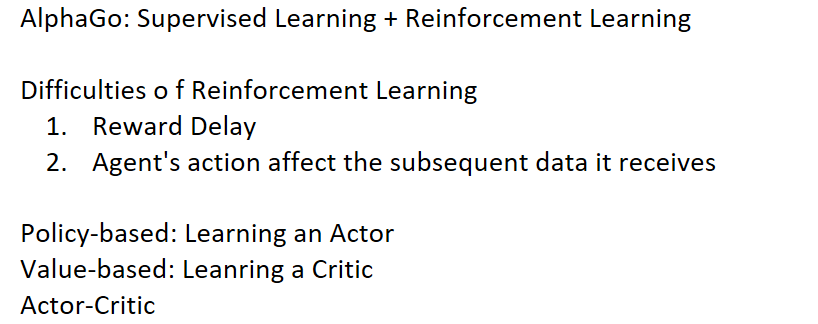 AlphaGo: Supervised Learning + Reinforcement Learning
Difficulties o f Reinforcement Learning
1. Reward Delay
2. Agent's action affect the subsequent data it receives
Policy-based: Learning an Actor
Value-based: Leanring a Critic
Actor-Critic